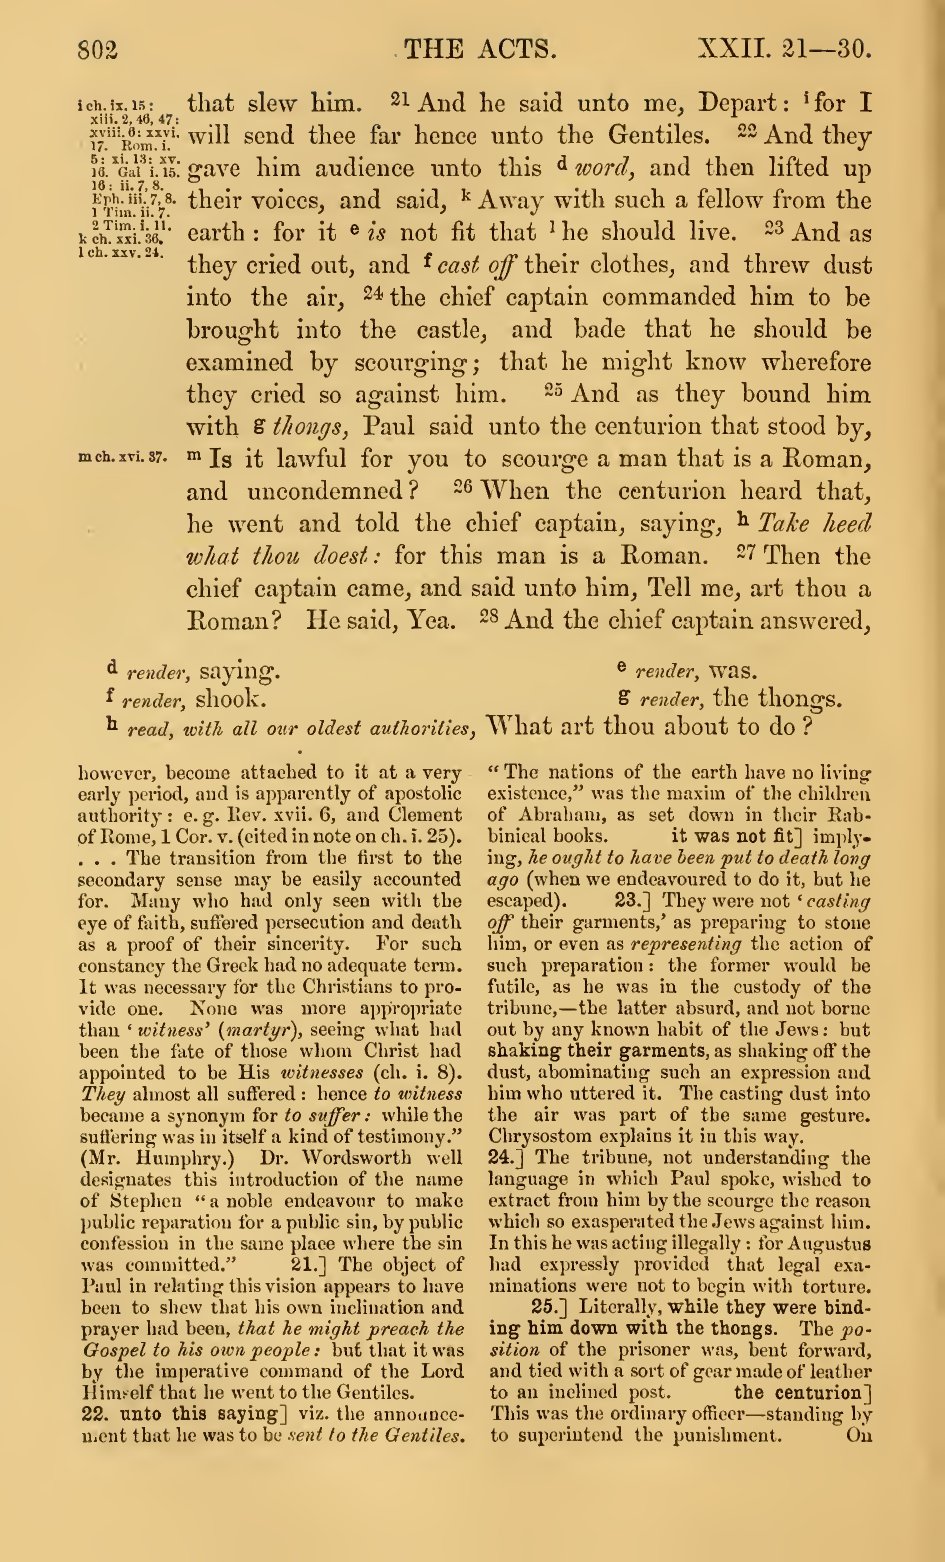 802 THE ACTS. XXII. 21—30.
i ch. ix. 15:
xiii. 2, 46, 47:
xviii. 6: xxvi.
17. Rom. i.
5: xi. 13: xv.
16. Gal i. 15.
16: ii. 7, 8.
Eph. iii. 7, 8.
1 Tim. ii. 7.
2 Tim. i. 11.
k ch. xxi. 36.
l ch. xxv. 24.
that slew him. 21 And he said unto me, Depart: i for I
will send thee far hence unto the Gentiles. 22 And they
gave him audience unto this d word, and then lifted up
their voices, and said, k Away with such a fellow from the
earth: for it e is not fit that l he should live. 23 And as
they cried out, and f cast off their clothes, and threw dust
into the air, 24 the chief captain commanded him to be
brought into the castle, and bade that he should be
examined by scourging; that he might know wherefore
they cried so against him. 25 And as they bound him
with g thongs, Paul said unto the centurion that stood by,
m ch. xvi. 37.
m Is it lawful for you to scourge a man that is a Roman,
and uncondemned? 26 When the centurion heard that,
he went and told the chief captain, saying, h Take heed
what thou doest: for this man is a Roman. 27 Then the
chief captain came, and said unto him, Tell me, art thou a
Roman? He said, Yea. 28 And the chief captain answered,
d render, saying.
e render, was.
f render, shook.
g render, the thongs.
h read, with all our oldest authorities, What art thou about to do?
however, become attached to it at a very
early period, and is apparently of apostolic
authority: e. g. Rev. xvii. 6, and Clement
of Rome, 1 Cor. v. (cited in note on ch. i. 25).
. . . The transition from the first to the
secondary sense may be easily accounted
for. Many who had only seen with the
eye of faith, suffered persecution and death
as a proof of their sincerity. For such
constancy the Greek had no adequate term.
It was necessary for the Christians to pro-
vide one. None was more appropriate
than ‘witness’ (martyr), seeing what had
been the fate of those whom Christ had
appointed to be His witnesses (ch. i. 8).
They almost all suffered: hence to witness
became a synonym for to suffer: while the
suffering was in itself a kind of testimony.”
(Mr. Humphry.) Dr. Wordsworth well
designates this introduction of the name
of Stephen “a noble endeavour to make
public reparation for a public sin, by public
confession in the same place where the sin
was committed.” 21.] The object of
Paul in relating this vision appears to have
been to shew that his own inclination and
prayer had been, that he might preach the
Gospel to his own people: but that it was
by the imperative command of the Lord
Himself that he went to the Gentiles.
22. unto this saying] viz. the announce-
ment that he was to be sent to the Gentiles.
“The nations of the earth have no living
existence,” was the maxim of the children
of Abraham, as set down in their Rab-
binical books. it was not fit] imply-
ing, he ought to have been put to death long
ago (when we endeavoured to do it, but he
escaped). 23.] They were not ‘casting
off their garments,’ as preparing to stone
him, or even as representing the action of
such preparation: the former would be
futile, as he was in the custody of the
tribune,—the latter absurd, and not borne
out by any known habit of the Jews: but
shaking their garments, as shaking off the
dust, abominating such an expression and
him who uttered it. The casting dust into
the air was part of the same gesture.
Chrysostom explains it in this way.
24.] The tribune, not understanding the
language in which Paul spoke, wished to
extract from him by the scourge the reason
which so exasperated the Jews against him.
In this he was acting illegally: for Augustus
had expressly provided that legal exa-
minations were not to begin with torture.
25.] Literally, while they were bind-
ing him down with the thongs. The po-
sition of the prisoner was, bent forward,
and tied with a sort of gear made of leather
to an inclined post. the centurion]
This was the ordinary officer—standing by
to superintend the punishment. On